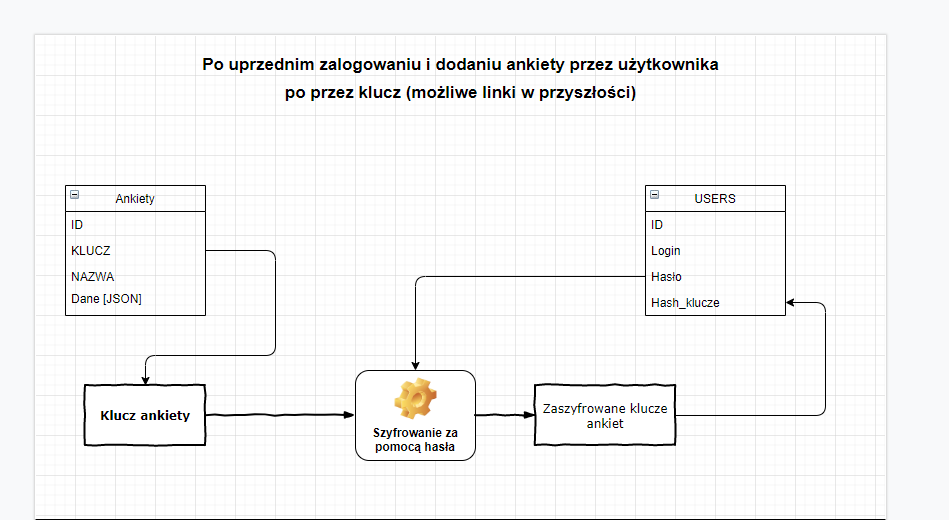 Po uprzednim zalogowaniu i dodaniu ankiety przez użytkownika
po przez klucz (możliwe linki w przyszłości)
Ankiety
ID
KLUCZ
NAZWA
Dane [JSON]
USERS
ID
Login
Hasło
Hash_klucze
Klucz ankiety
Szyfrowanie za
pomocą hasła
Zaszyfrowane klucze
ankiet